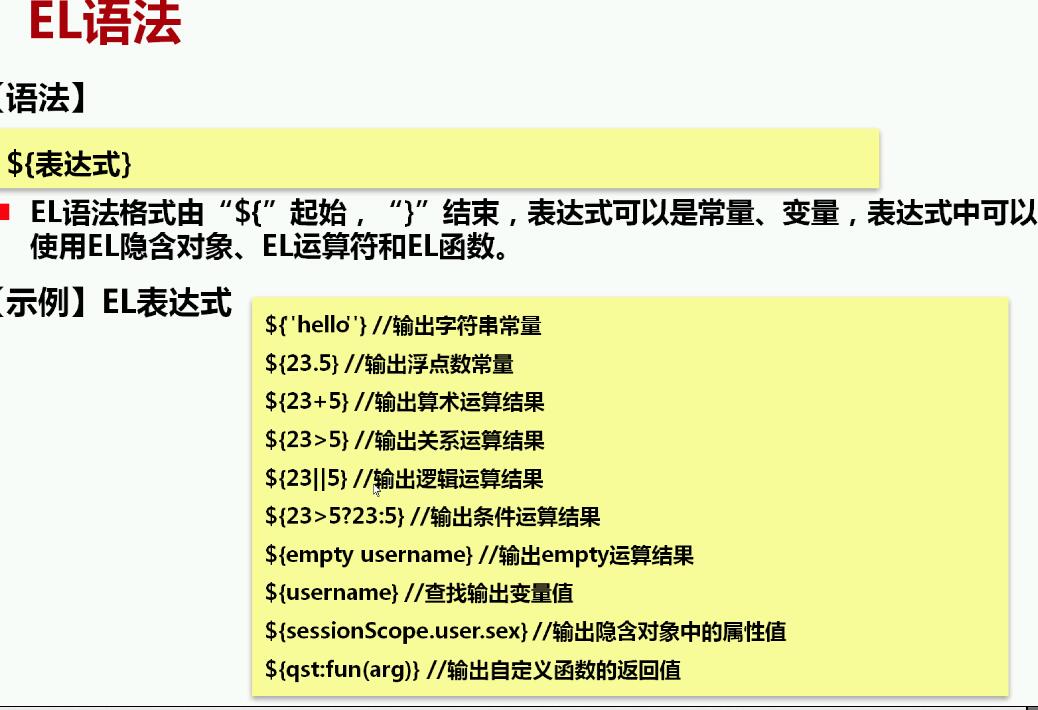 EL语法
【语法】
${表达式}
EL语法格式由“${”起始，“}”结束，表达式可以是常量、变量，表达式中可以
使用EL隐含对象、EL运算符和EL函数。
【示例】EL表达式
${'hello''} //输出字符串常量
${23.5} //输出浮点数常量
${23+5} //输出算术运算结果
${23>5} //输出关系运算结果
${23||5} //输出逻辑运算结果
${23>5?23:5} //输出条件运算结果
${empty username} //输出empty运算结果
${username} //查找输出变量值
${sessionScope.user.sex} //输出隐含对象中的属性值
${qst:fun(arg)} //输出自定义函数的返回值